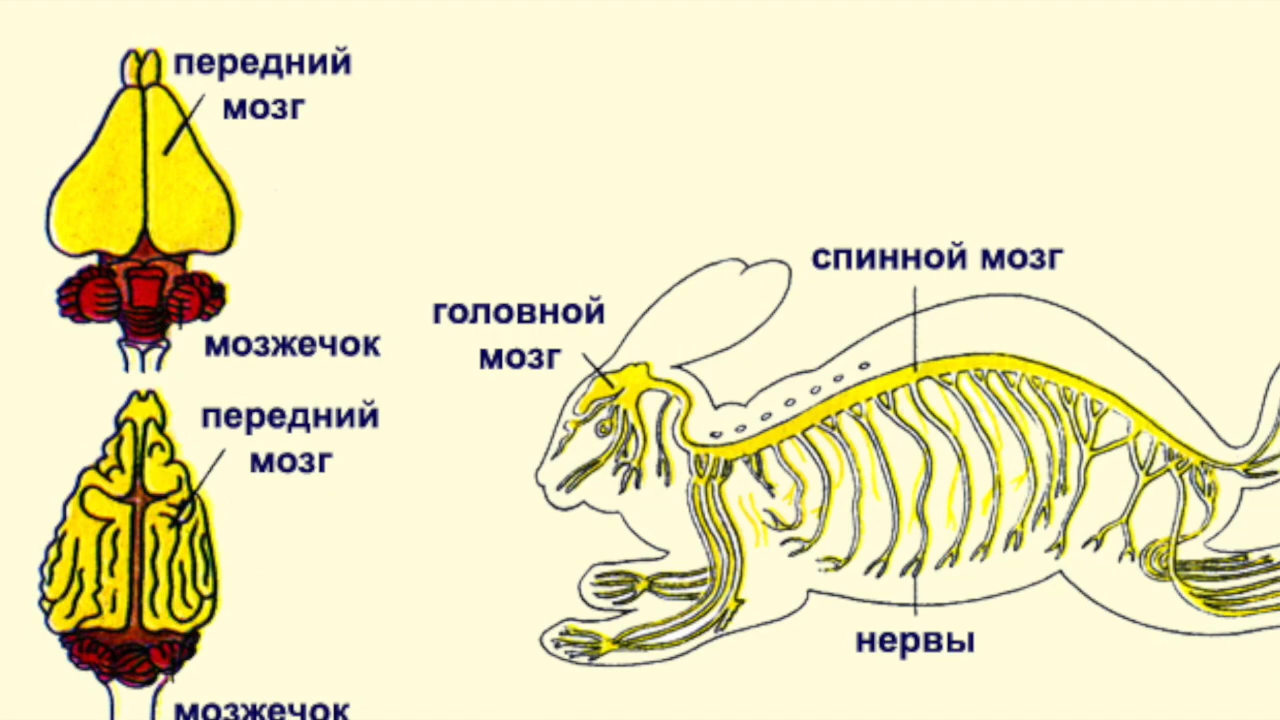 передний
мозг
мозжечок
передний
мозг
мозжечок
головной
мозг
спинной мозг
нервы